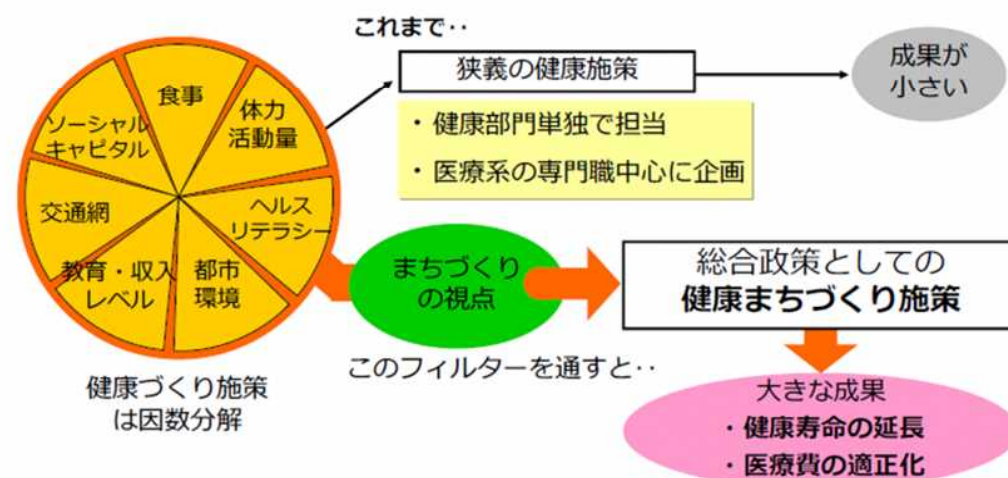 これまで‥
狭義の健康施策
成果が
小さい
・健康部門単独で担当
・医療系の専門職中心に企画
食事
体力
活動量
ソーシャル
キャピタル
ヘルス
リテラシー
交通網
教育・収入
レベル
都市
環境
健康づくり施策
は因数分解
まちづくり
の視点
このフィルターを通すと‥
総合政策としての
健康まちづくり施策
大きな成果
・健康寿命の延長
・医療費の適正化